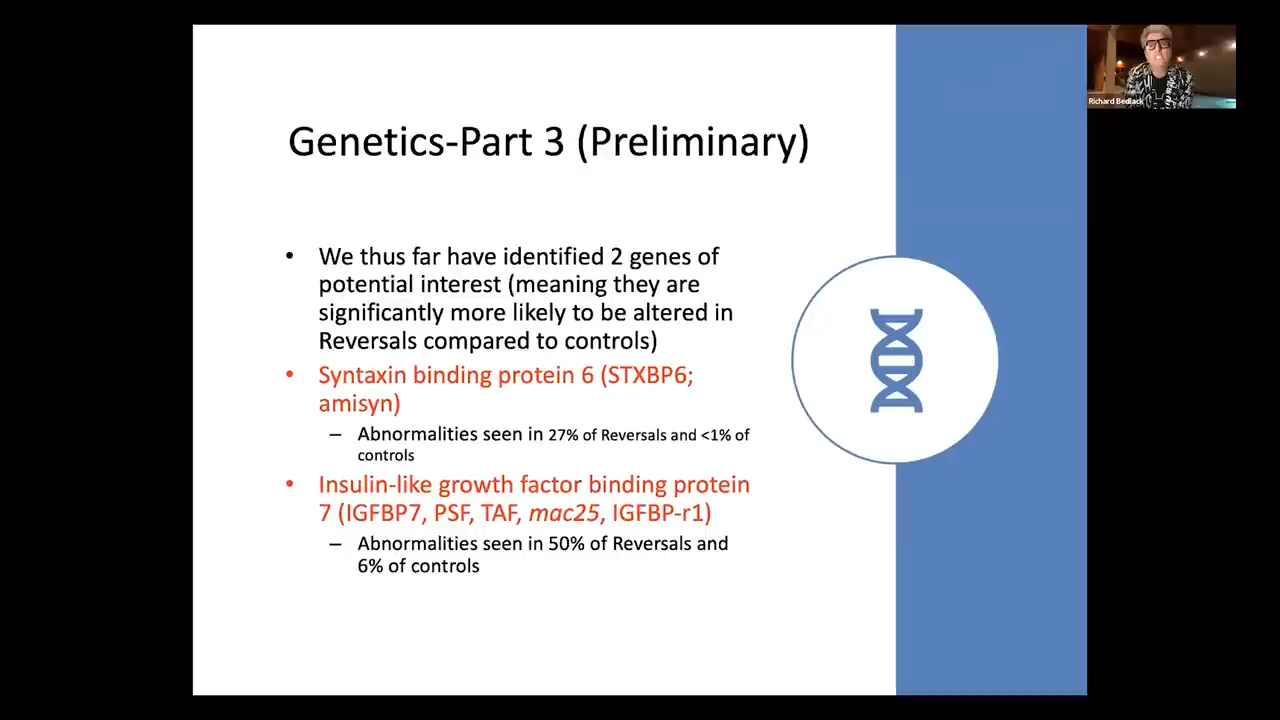 Richard Bedlack
Genetics-Part 3 (Preliminary)
• We thus far have identified 2 genes of
potential interest (meaning they are
significantly more likely to be altered in
Reversals compared to controls)
• Syntaxin binding protein 6 (STXBP6;
amisyn)
– Abnormalities seen in 27% of Reversals and <1% of
controls
• Insulin-like growth factor binding protein
7 (IGFBP7, PSF, TAF, mac25, IGFBP-r1)
– Abnormalities seen in 50% of Reversals and
6% of controls